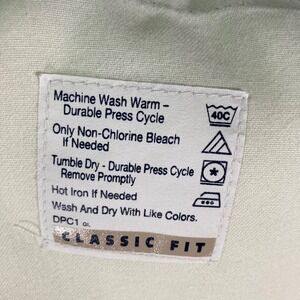 Machine Wash Warm –
Durable Press Cycle
40C
Only Non-Chlorine Bleach
If Needed
Tumble Dry - Durable Press Cycle
Remove Promptly
Hot Iron If Needed
Wash And Dry With Like Colors.
DPC1
CLASSIC FIT